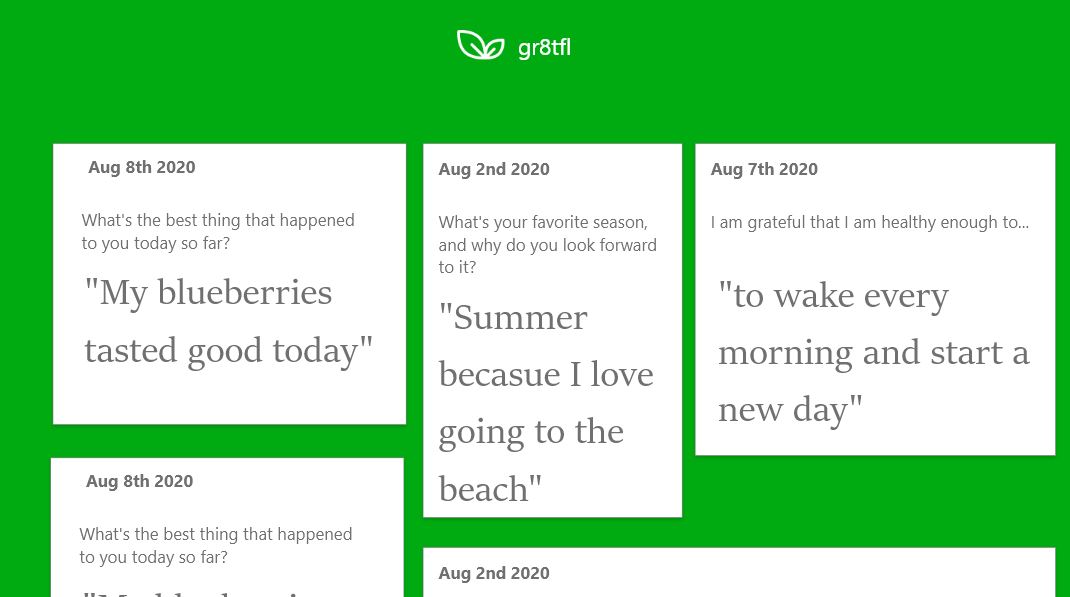 gr8tfl
Aug 8th 2020
What's the best thing that happened
to you today so far?
"My blueberries
tasted good today"
Aug 2nd 2020
What's your favorite season,
and why do you look forward
to it?
"Summer
becasue I love
going to the
beach"
Aug 7th 2020
I am grateful that I am healthy enough to...
"to wake every
morning and start a
new day"
Aug 8th 2020
What's the best thing that happened
to you today so far?
Aug 2nd 2020